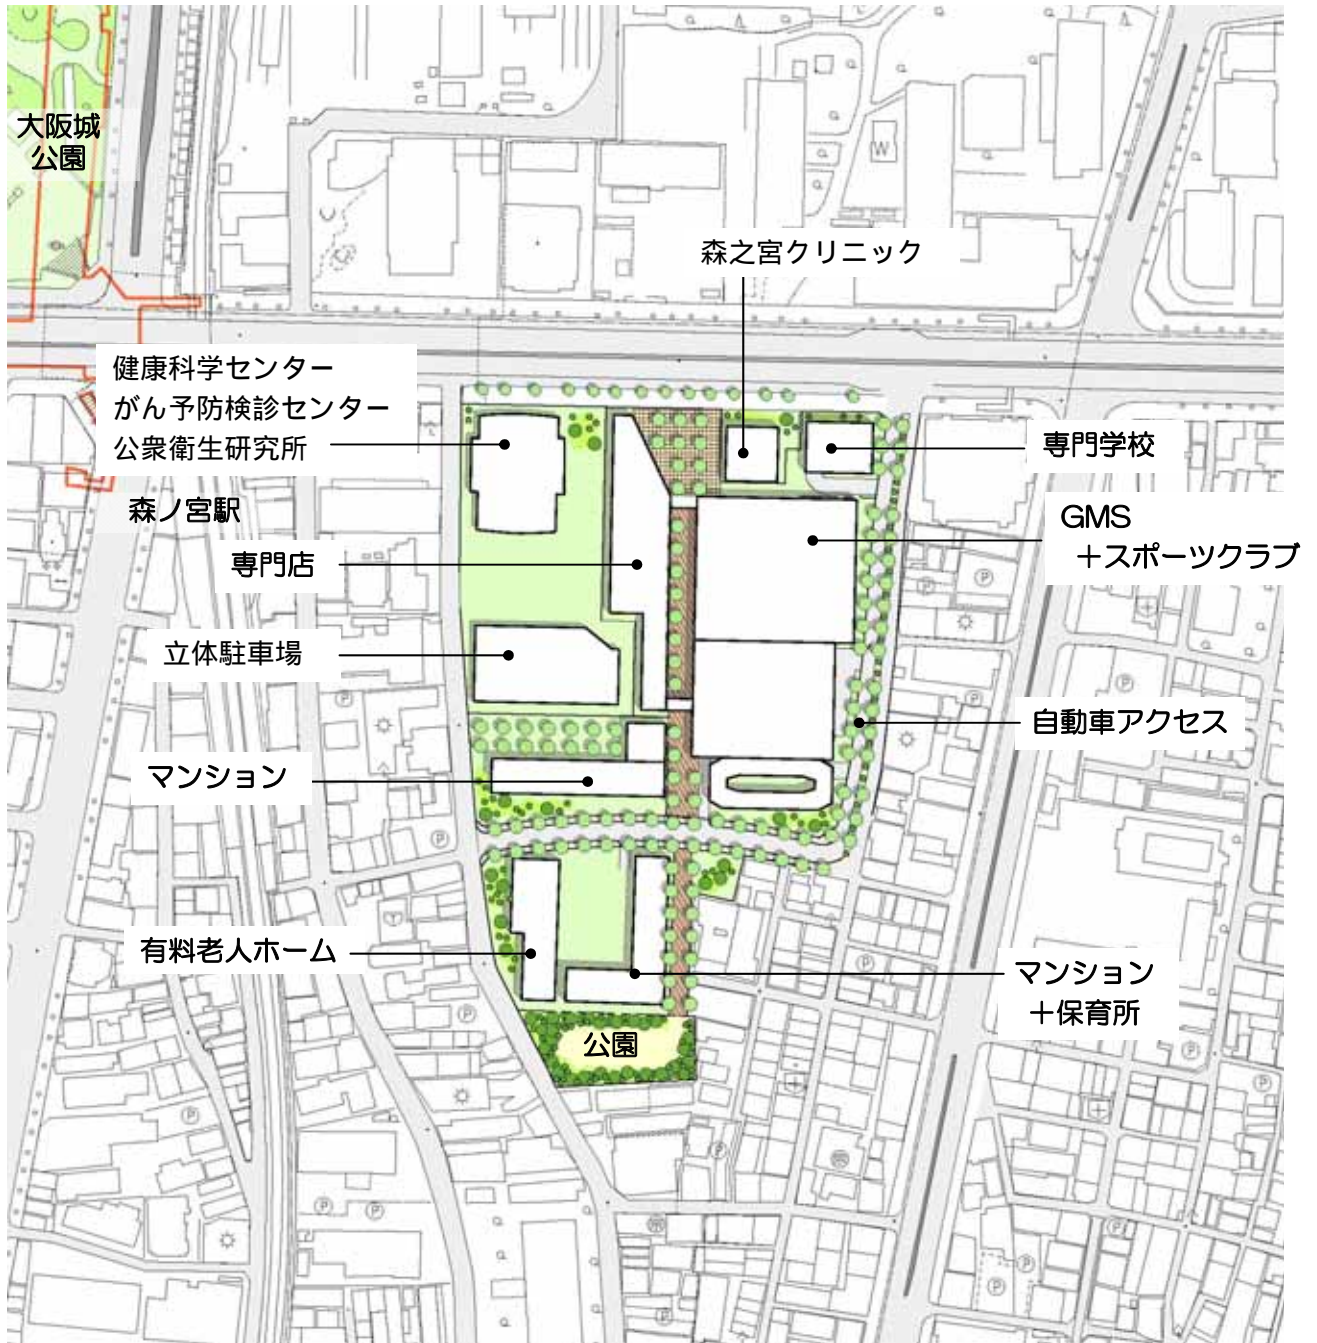 大阪城
公園
森之宮クリニック
健康科学センター
がん予防検診センター
公衆衛生研究所
専門学校
森ノ宮駅
GMS
＋スポーツクラブ
専門店
立体駐車場
自動車アクセス
マンション
有料老人ホーム
マンション
＋保育所
公園